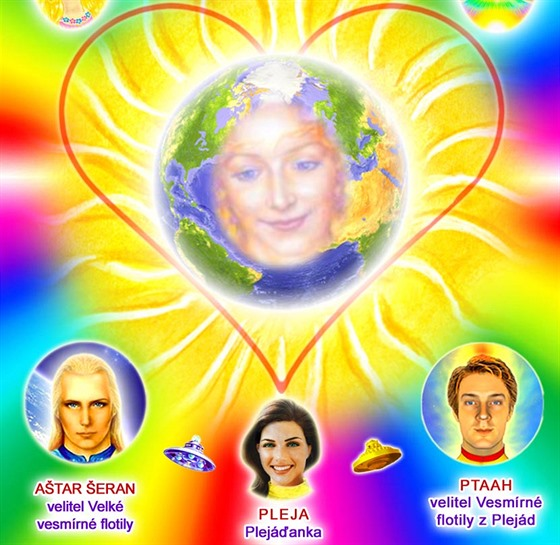 AŠTAR ŠERAN
velitel Velké
vesmírné flotily
PLEJA
Plejáďanka
PTAAH
velitel Vesmírné
flotily z Plejád